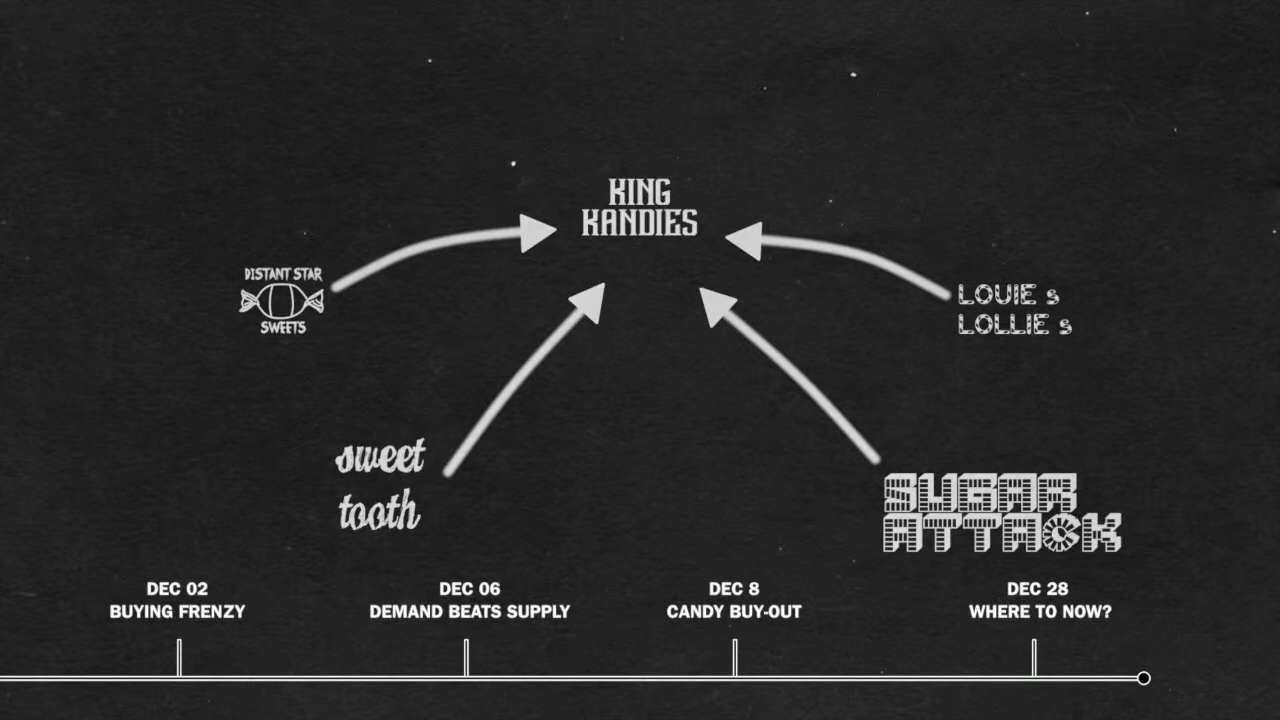 KING
KANDIES
DISTANT STAR
SWEETS
LOUIE s
LOLLIE s
sweet
tooth
SUGAR
ATTACK
DEC 02
BUYING FRENZY
DEC 06
DEMAND BEATS SUPPLY
DEC 8
CANDY BUY-OUT
DEC 28
WHERE TO NOW?